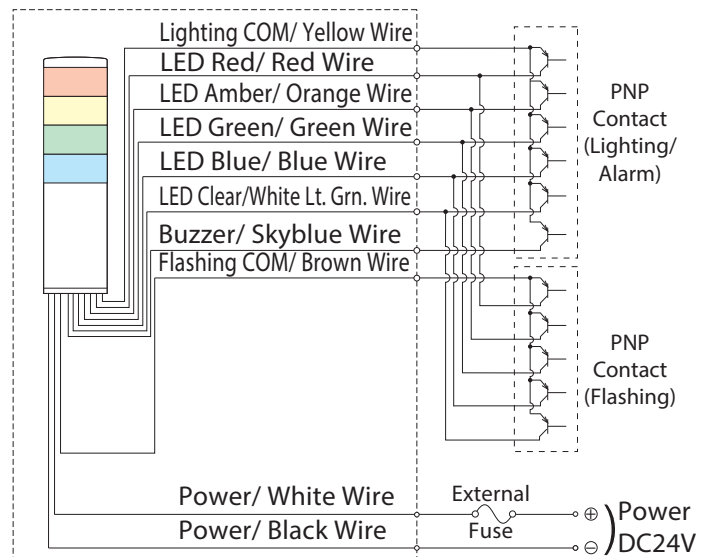 Lighting COM/ Yellow Wire
LED Red/ Red Wire
LED Amber/ Orange Wire
LED Green/ Green Wire
LED Blue/ Blue Wire
LED Clear/White Lt. Grn. Wire
Buzzer/ Skyblue Wire
Flashing COM/ Brown Wire
PNP
Contact
(Lighting/
Alarm)
PNP
Contact
(Flashing)
Power/ White Wire
Power/ Black Wire
External
Fuse
⊕
⊖
)
Power
DC24V